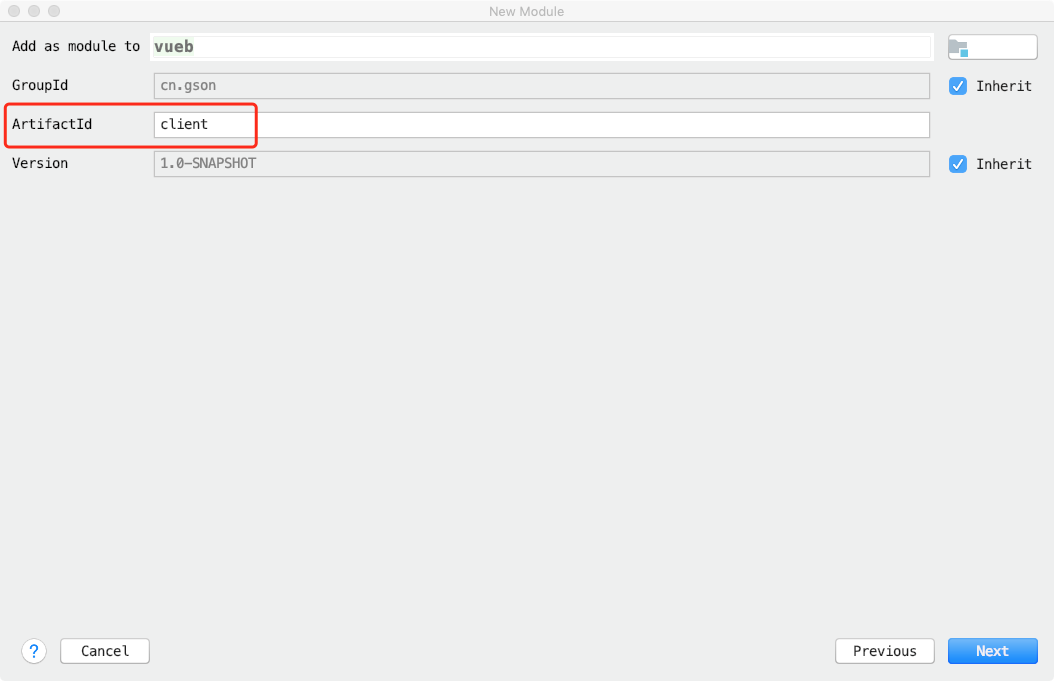 New Module
Add as module to vueb
GroupId cn.gson Inherit
ArtifactId client
Version 1.0-SNAPSHOT Inherit
? Cancel Previous Next